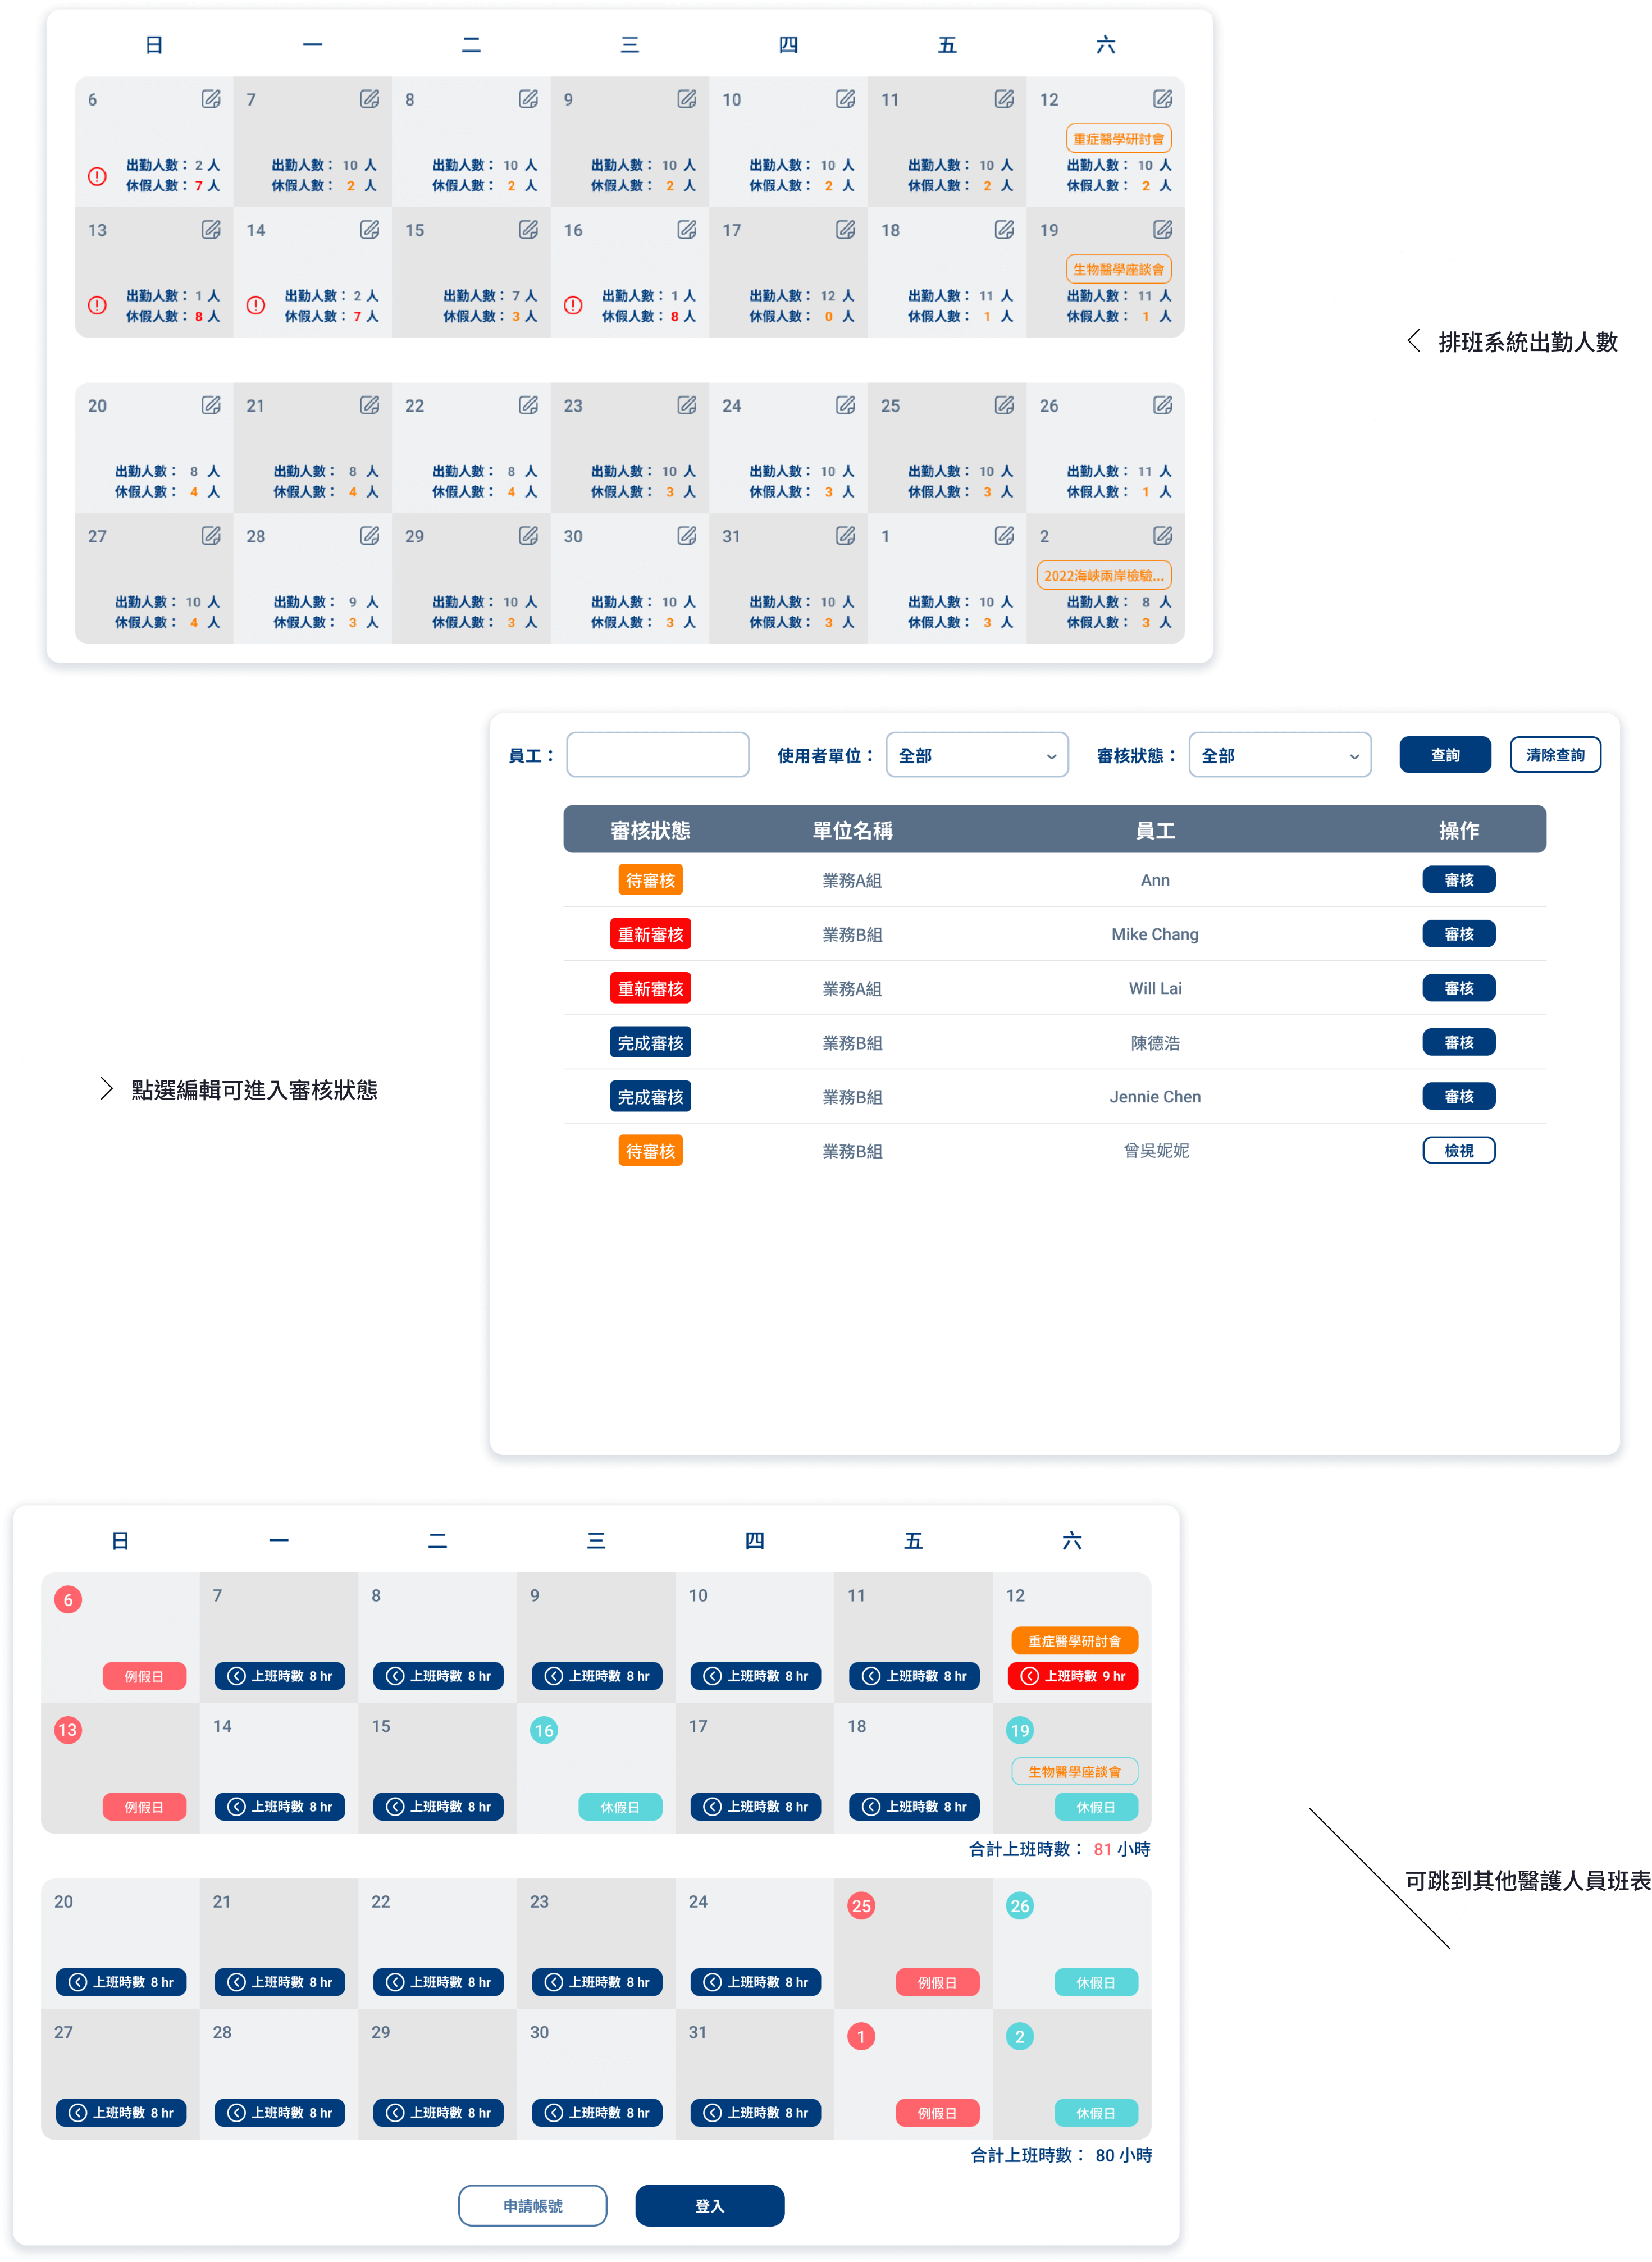 日 一 二 三 四 五 六
6 7 8 9 10 11 12
重症醫學研討會
出勤人數： 2 人 出勤人數： 10 人 出勤人數： 10 人 出勤人數： 10 人 出勤人數： 10 人 出勤人數： 10 人 出勤人數： 10 人
休假人數： 7 人 休假人數： 2 人 休假人數： 2 人 休假人數： 2 人 休假人數： 2 人 休假人數： 2 人 休假人數： 2 人
13 14 15 16 17 18 19
生物醫學座談會
出勤人數： 1 人 出勤人數： 2 人 出勤人數： 7 人 出勤人數： 1 人 出勤人數： 12 人 出勤人數： 11 人 出勤人數： 11 人
休假人數： 8 人 休假人數： 7 人 休假人數： 3 人 休假人數： 8 人 休假人數： 0 人 休假人數： 1 人 休假人數： 1 人
排班系統出勤人數
20 21 22 23 24 25 26
出勤人數： 8 人 出勤人數： 8 人 出勤人數： 8 人 出勤人數： 10 人 出勤人數： 10 人 出勤人數： 10 人 出勤人數： 11 人
休假人數： 4 人 休假人數： 4 人 休假人數： 4 人 休假人數： 3 人 休假人數： 3 人 休假人數： 3 人 休假人數： 1 人
27 28 29 30 31 1 2
2022海峽兩岸檢驗...
出勤人數： 10 人 出勤人數： 9 人 出勤人數： 10 人 出勤人數： 10 人 出勤人數： 10 人 出勤人數： 10 人 出勤人數： 8 人
休假人數： 4 人 休假人數： 3 人 休假人數： 3 人 休假人數： 3 人 休假人數： 3 人 休假人數： 3 人 休假人數： 3 人
員工： 使用者單位： 全部 審核狀態： 全部 查詢 清除查詢
審核狀態 單位名稱 員工 操作
待審核 業務A組 Ann 審核
重新審核 業務B組 Mike Chang 審核
重新審核 業務A組 Will Lai 審核
完成審核 業務B組 陳德浩 審核
完成審核 業務B組 Jennie Chen 審核
待審核 業務B組 曾吳妮妮 檢視
點選編輯可進入審核狀態
日 一 二 三 四 五 六
6 7 8 9 10 11 12
重症醫學研討會
例假日 上班時數 8 hr 上班時數 8 hr 上班時數 8 hr 上班時數 8 hr 上班時數 8 hr 上班時數 9 hr
13 14 15 16 17 18 19
生物醫學座談會
例假日 上班時數 8 hr 上班時數 8 hr 休假日 上班時數 8 hr 上班時數 8 hr 休假日
合計上班時數： 81 小時
可跳到其他醫護人員班表
20 21 22 23 24 25 26
上班時數 8 hr 上班時數 8 hr 上班時數 8 hr 上班時數 8 hr 上班時數 8 hr 例假日 休假日
27 28 29 30 31 1 2
上班時數 8 hr 上班時數 8 hr 上班時數 8 hr 上班時數 8 hr 上班時數 8 hr 例假日 休假日
合計上班時數： 80 小時
申請帳號 登入